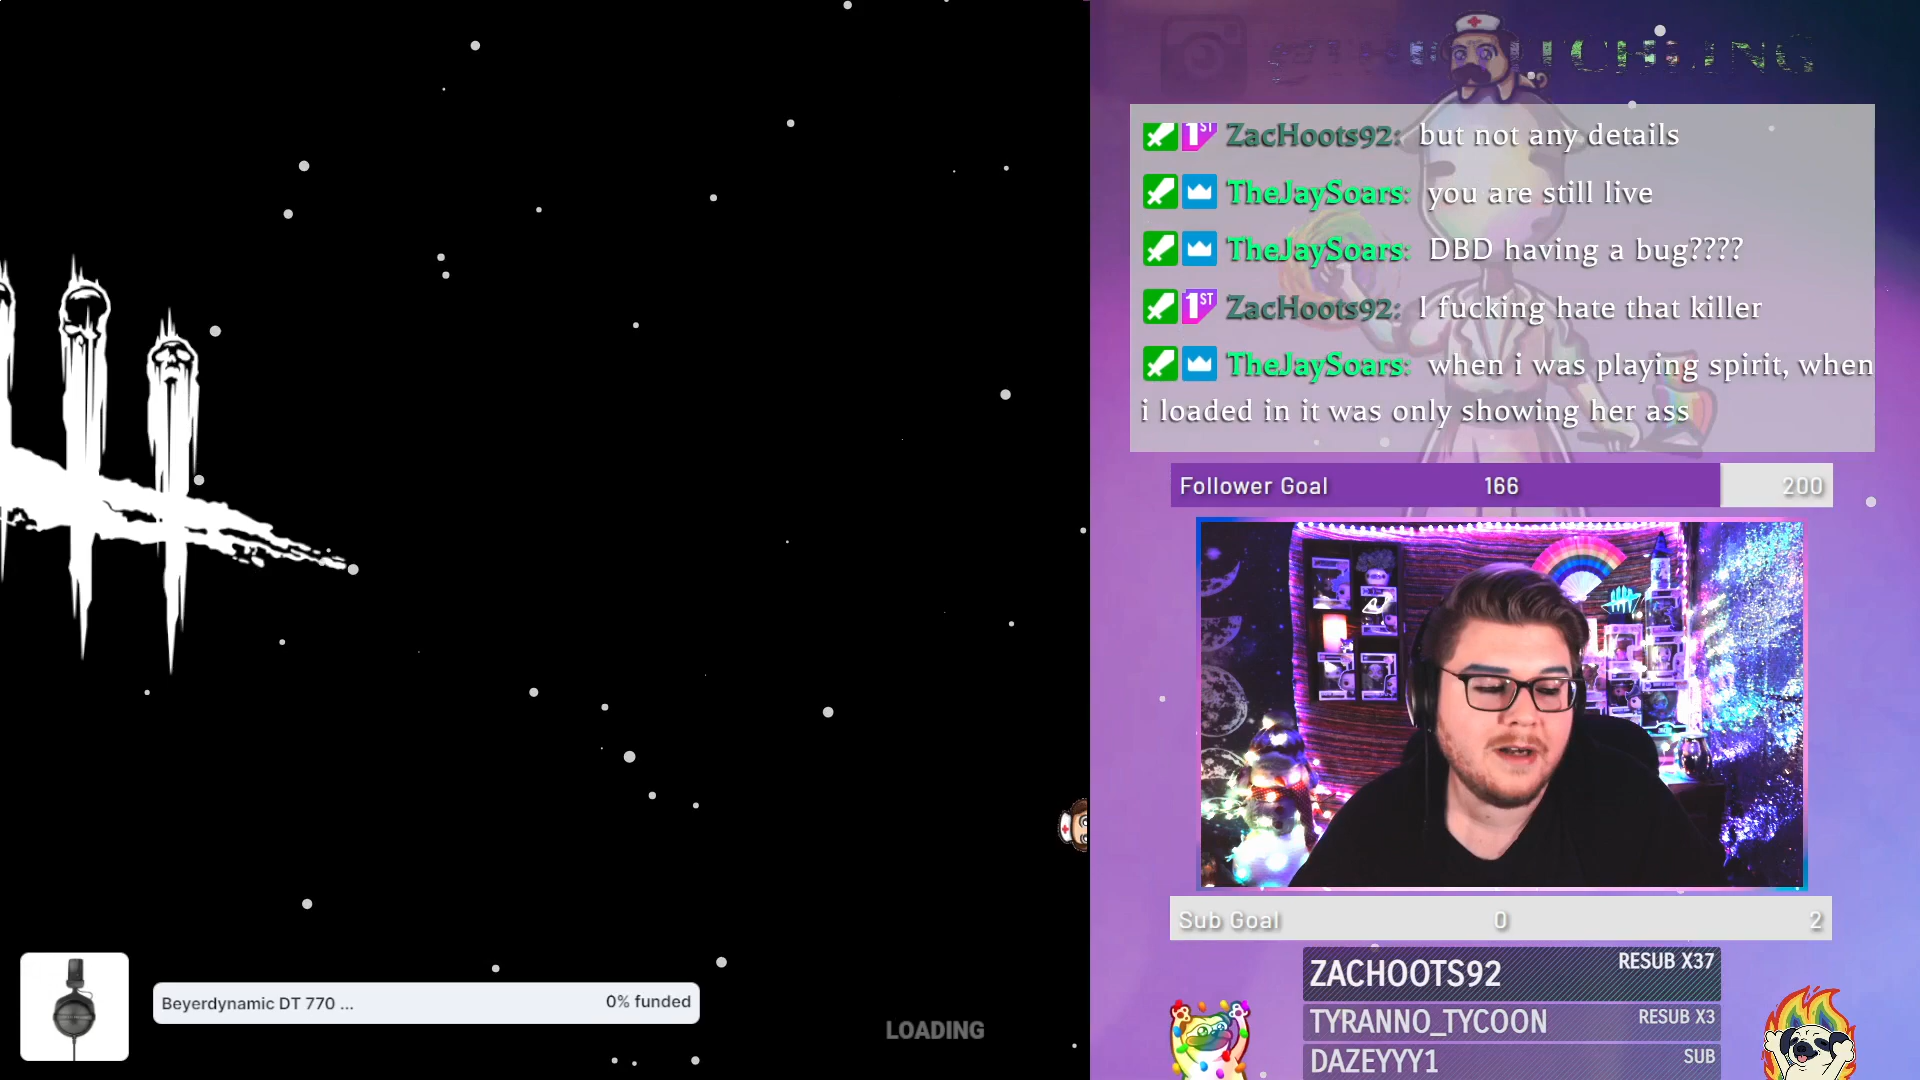 1ST ZacHoots92: but not any details
TheJaySoars: you are still live
TheJaySoars: DBD having a bug????
1ST ZacHoots92: I fucking hate that killer
TheJaySoars: when i was playing spirit, when
i loaded in it was only showing her ass
Follower Goal 166 200
Sub Goal 0 2
ZACHOOTS92 RESUB X37
TYRANNO_TYCOON RESUB X3
DAZEYYY1 SUB
Beyerdynamic DT 770 ... 0% funded
LOADING